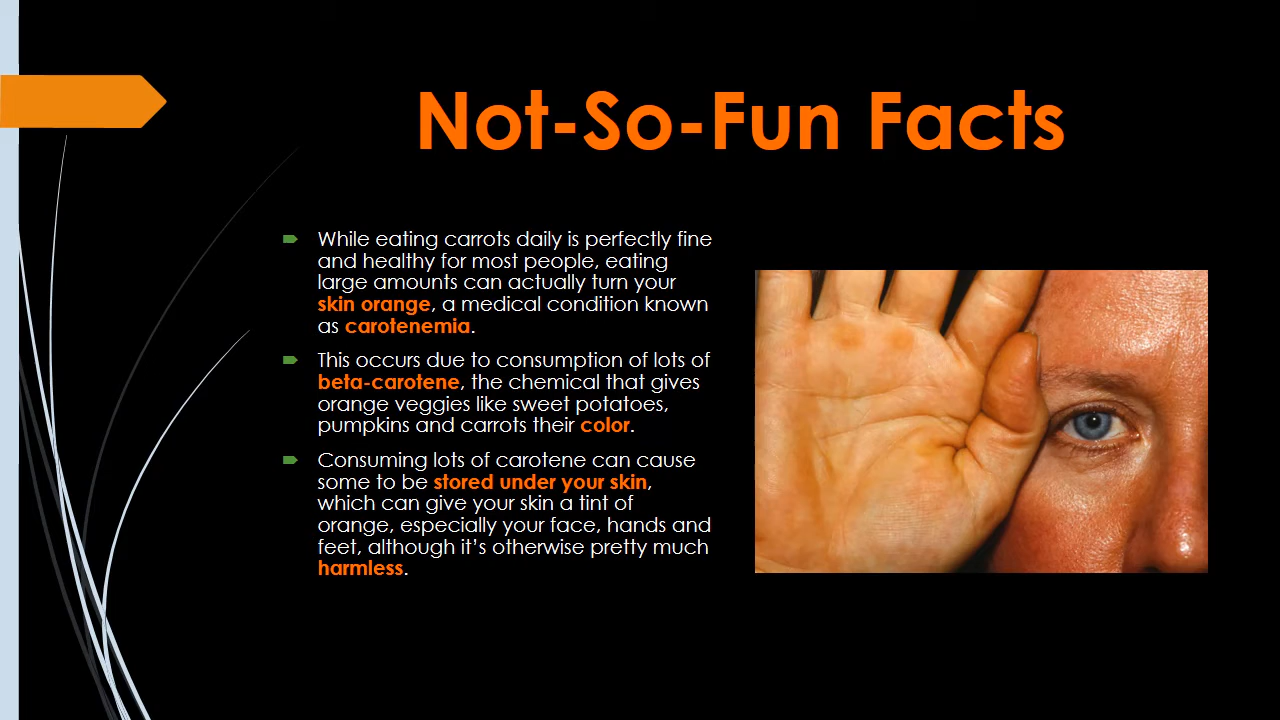 Not-So-Fun Facts
While eating carrots daily is perfectly fine
and healthy for most people, eating
large amounts can actually turn your
skin orange, a medical condition known
as carotenemia.
This occurs due to consumption of lots of
beta-carotene, the chemical that gives
orange veggies like sweet potatoes,
pumpkins and carrots their color.
Consuming lots of carotene can cause
some to be stored under your skin,
which can give your skin a tint of
orange, especially your face, hands and
feet, although it’s otherwise pretty much
harmless.